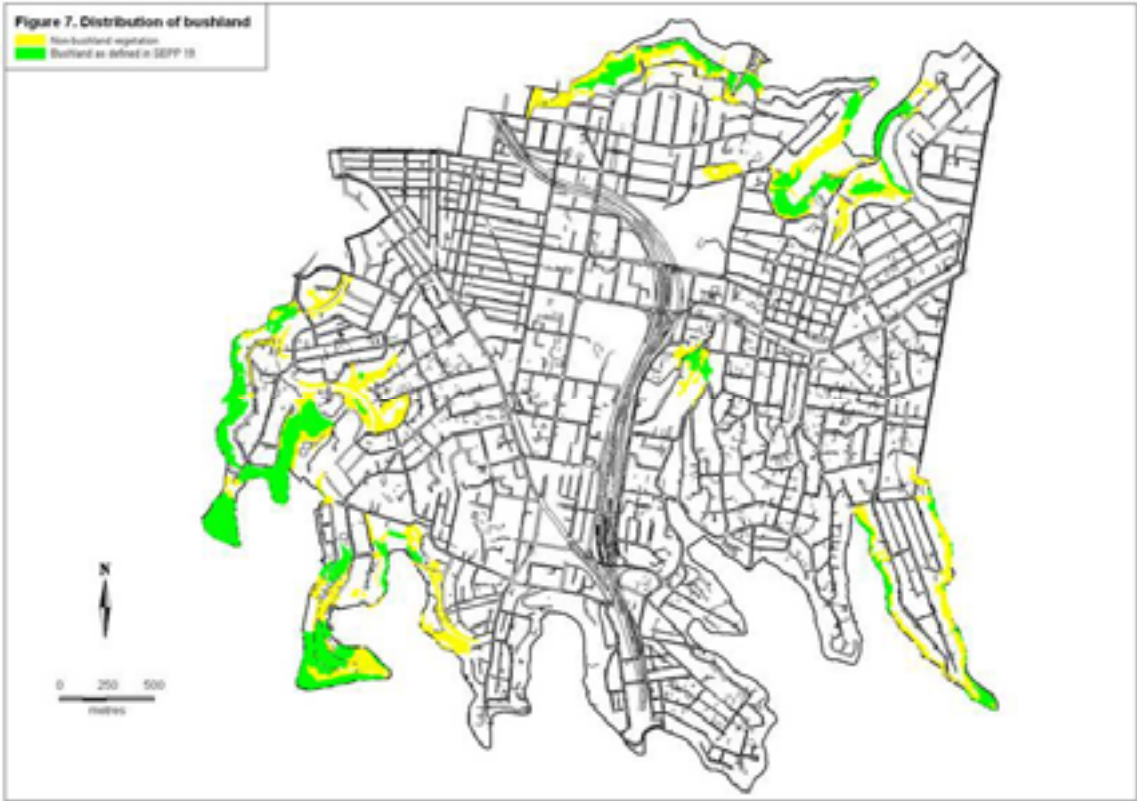 Figure 7. Distribution of bushland
Non-bushland vegetation
Bushland as defined in SEPP 19
N
0 250 500
metres